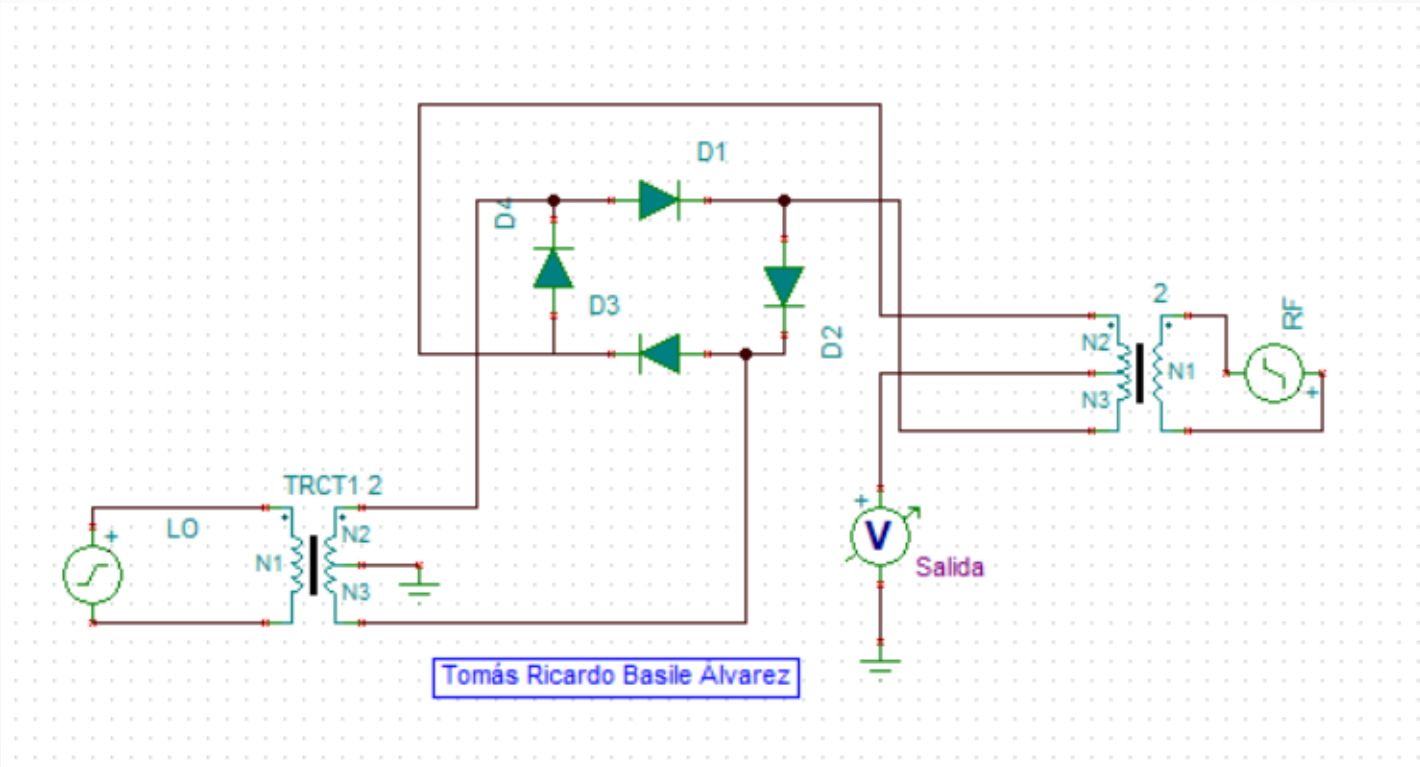 D1
D4
D3
D2
2
RF
N2
N1
N3
TRCT1 2
LO
+
N2
N1
N3
+
+
V
Salida
Tomás Ricardo Basile Álvarez